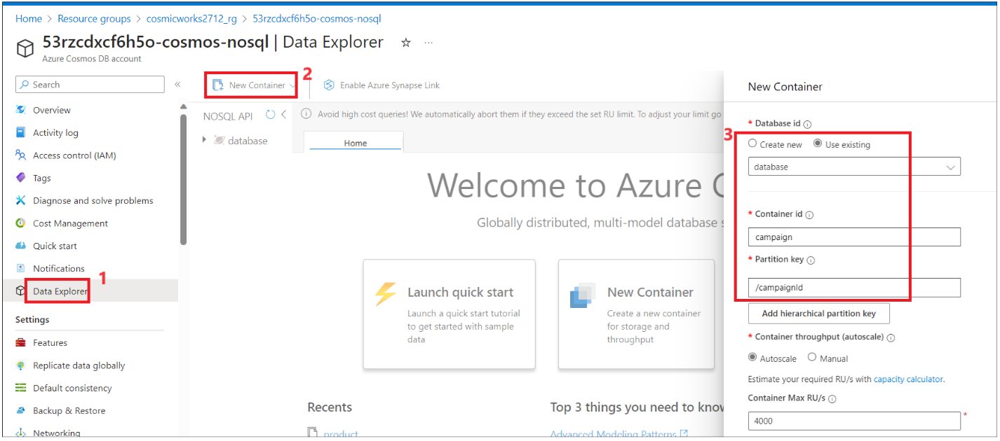 Home > Resource groups > cosmicworks2712_rg > 53rzcdxcf6h5o-cosmos-nosql
53rzcdxcf6h5o-cosmos-nosql | Data Explorer ☆ ...
Azure Cosmos DB account
Search «
Overview
Activity log
Access control (IAM)
Tags
Diagnose and solve problems
Cost Management
Quick start
Notifications
Data Explorer
1
Settings
Features
Replicate data globally
Default consistency
Backup & Restore
Networking
New Container
2
Enable Azure Synapse Link
NOSQL API
database
Avoid high cost queries! We automatically abort them if they exceed the set RU limit. To adjust your limit go
Home
Welcome to Azure
Globally distributed, multi-model database
Launch quick start
Launch a quick start tutorial
to get started with sample
data
New Container
Create a new container
for storage and
throughput
Recents
product
Top 3 things you need to know
Advanced Modeling Patterns
New Container
* Database id
3
Create new Use existing
database
* Container id
campaign
* Partition key
/campaignId
Add hierarchical partition key
* Container throughput (autoscale)
Autoscale Manual
Estimate your required RU/s with capacity calculator.
Container Max RU/s
4000 *